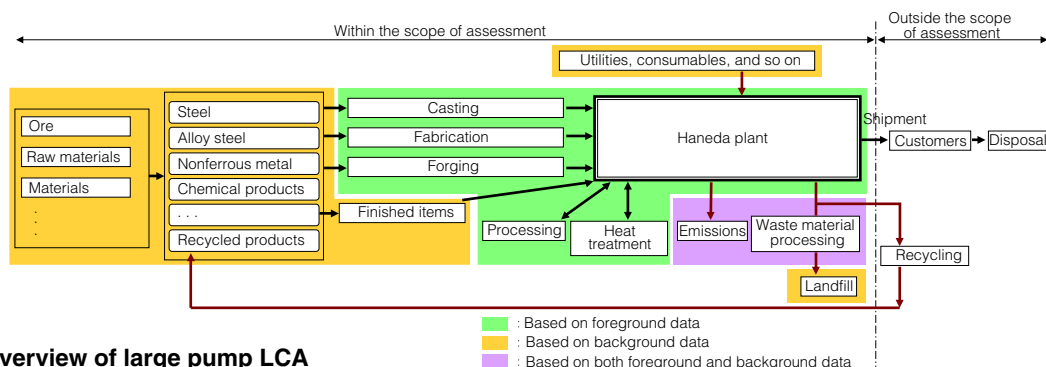 Within the scope of assessment
Outside the scope
of assessment
Utilities, consumables, and so on
Ore
Raw materials
Materials
. . .
Steel
Alloy steel
Nonferrous metal
Chemical products
. . .
Recycled products
Casting
Fabrication
Forging
Finished items
Haneda plant
Shipment
Customers
Disposal
Processing
Heat
treatment
Emissions
Waste material
processing
Recycling
Landfill
: Based on foreground data
: Based on background data
: Based on both foreground and background data
verview of large pump LCA